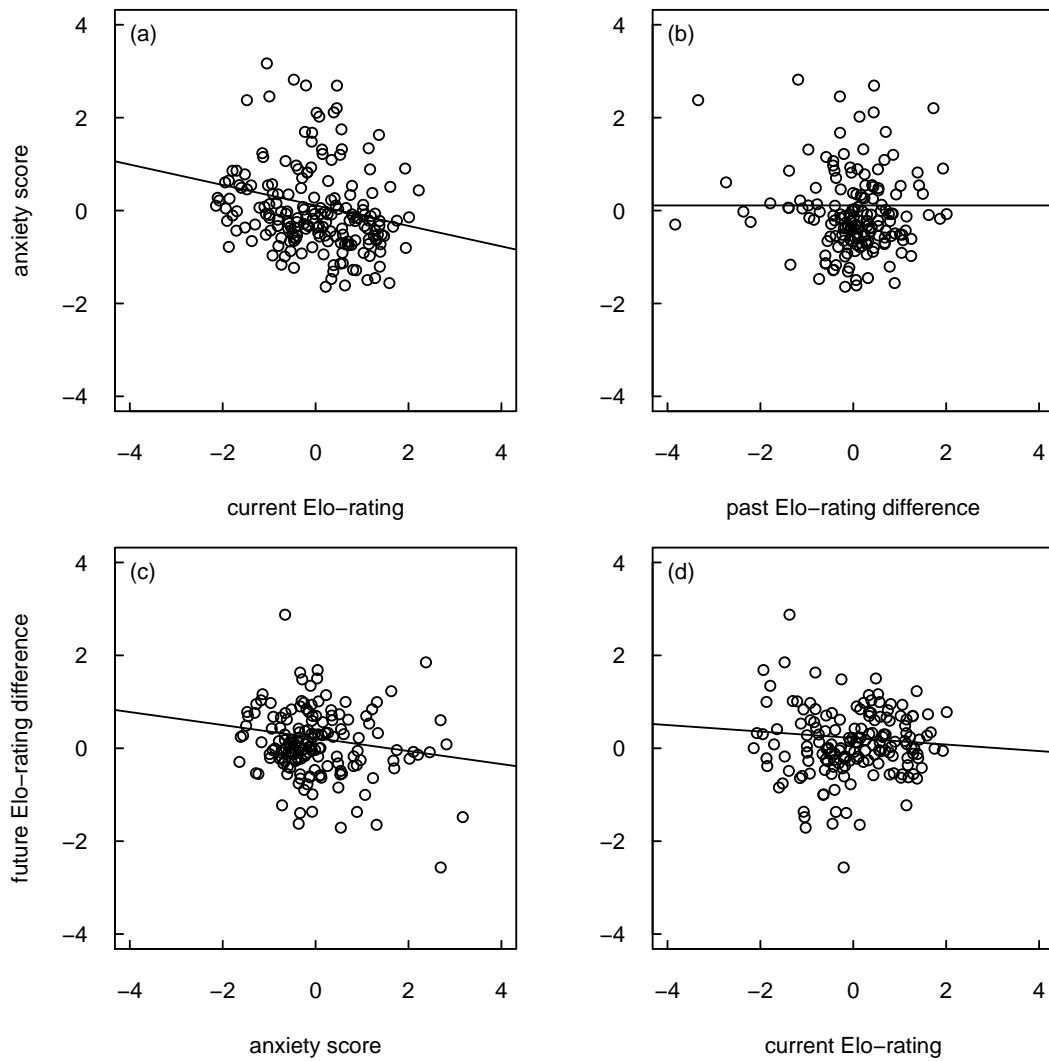 (a)
4
2
0
−2
−4
anxiety score
−4 −2 0 2 4
current Elo−rating
(b)
4
2
0
−2
−4
−4 −2 0 2 4
past Elo−rating difference
(c)
4
2
0
−2
−4
future Elo−rating difference
−4 −2 0 2 4
anxiety score
(d)
4
2
0
−2
−4
−4 −2 0 2 4
current Elo−rating